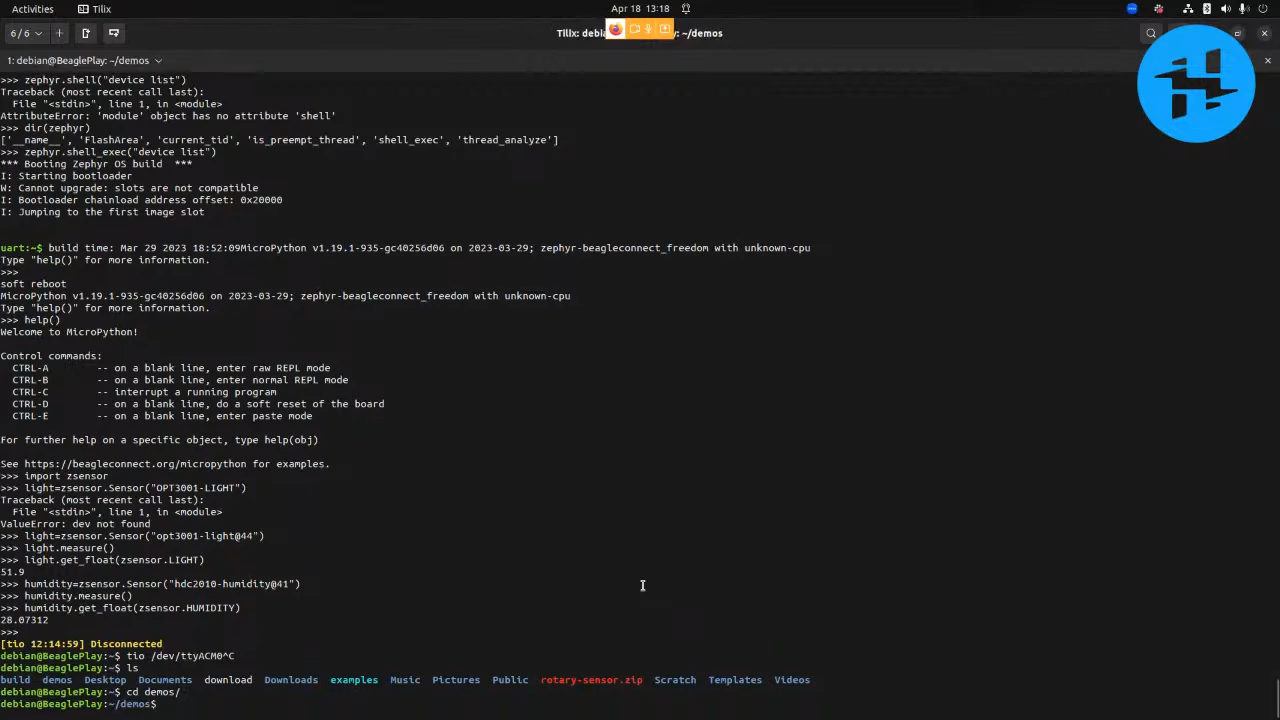 Activities Tilix Apr 18 13:18
6/6 Tilix: debi : ~/demos
1: debian@BeaglePlay: ~/demos
>>> zephyr.shell("device list")
Traceback (most recent call last):
  File "<stdin>", line 1, in <module>
AttributeError: 'module' object has no attribute 'shell'
>>> dir(zephyr)
['__name__', 'FlashArea', 'current_tid', 'is_preempt_thread', 'shell_exec', 'thread_analyze']
>>> zephyr.shell_exec("device list")
*** Booting Zephyr OS build  ***
I: Starting bootloader
W: Cannot upgrade: slots are not compatible
I: Bootloader chainload address offset: 0x20000
I: Jumping to the first image slot
uart:~$ build time: Mar 29 2023 18:52:09MicroPython v1.19.1-935-gc40256d06 on 2023-03-29; zephyr-beagleconnect_freedom with unknown-cpu
Type "help()" for more information.
>>>
soft reboot
MicroPython v1.19.1-935-gc40256d06 on 2023-03-29; zephyr-beagleconnect_freedom with unknown-cpu
Type "help()" for more information.
>>> help()
Welcome to MicroPython!
Control commands:
  CTRL-A        -- on a blank line, enter raw REPL mode
  CTRL-B        -- on a blank line, enter normal REPL mode
  CTRL-C        -- interrupt a running program
  CTRL-D        -- on a blank line, do a soft reset of the board
  CTRL-E        -- on a blank line, enter paste mode
For further help on a specific object, type help(obj)
See https://beagleconnect.org/micropython for examples.
>>> import zsensor
>>> light=zsensor.Sensor("OPT3001-LIGHT")
Traceback (most recent call last):
  File "<stdin>", line 1, in <module>
ValueError: dev not found
>>> light=zsensor.Sensor("opt3001-light@44")
>>> light.measure()
>>> light.get_float(zsensor.LIGHT)
51.9
>>> humidity=zsensor.Sensor("hdc2010-humidity@41")
>>> humidity.measure()
>>> humidity.get_float(zsensor.HUMIDITY)
28.07312
>>>
[tio 12:14:59] Disconnected
debian@BeaglePlay:~$ tio /dev/ttyACM0^C
debian@BeaglePlay:~$ ls
build  demos  Desktop  Documents  download  Downloads  examples  Music  Pictures  Public  rotary-sensor.zip  Scratch  Templates  Videos
debian@BeaglePlay:~$ cd demos/
debian@BeaglePlay:~/demos$